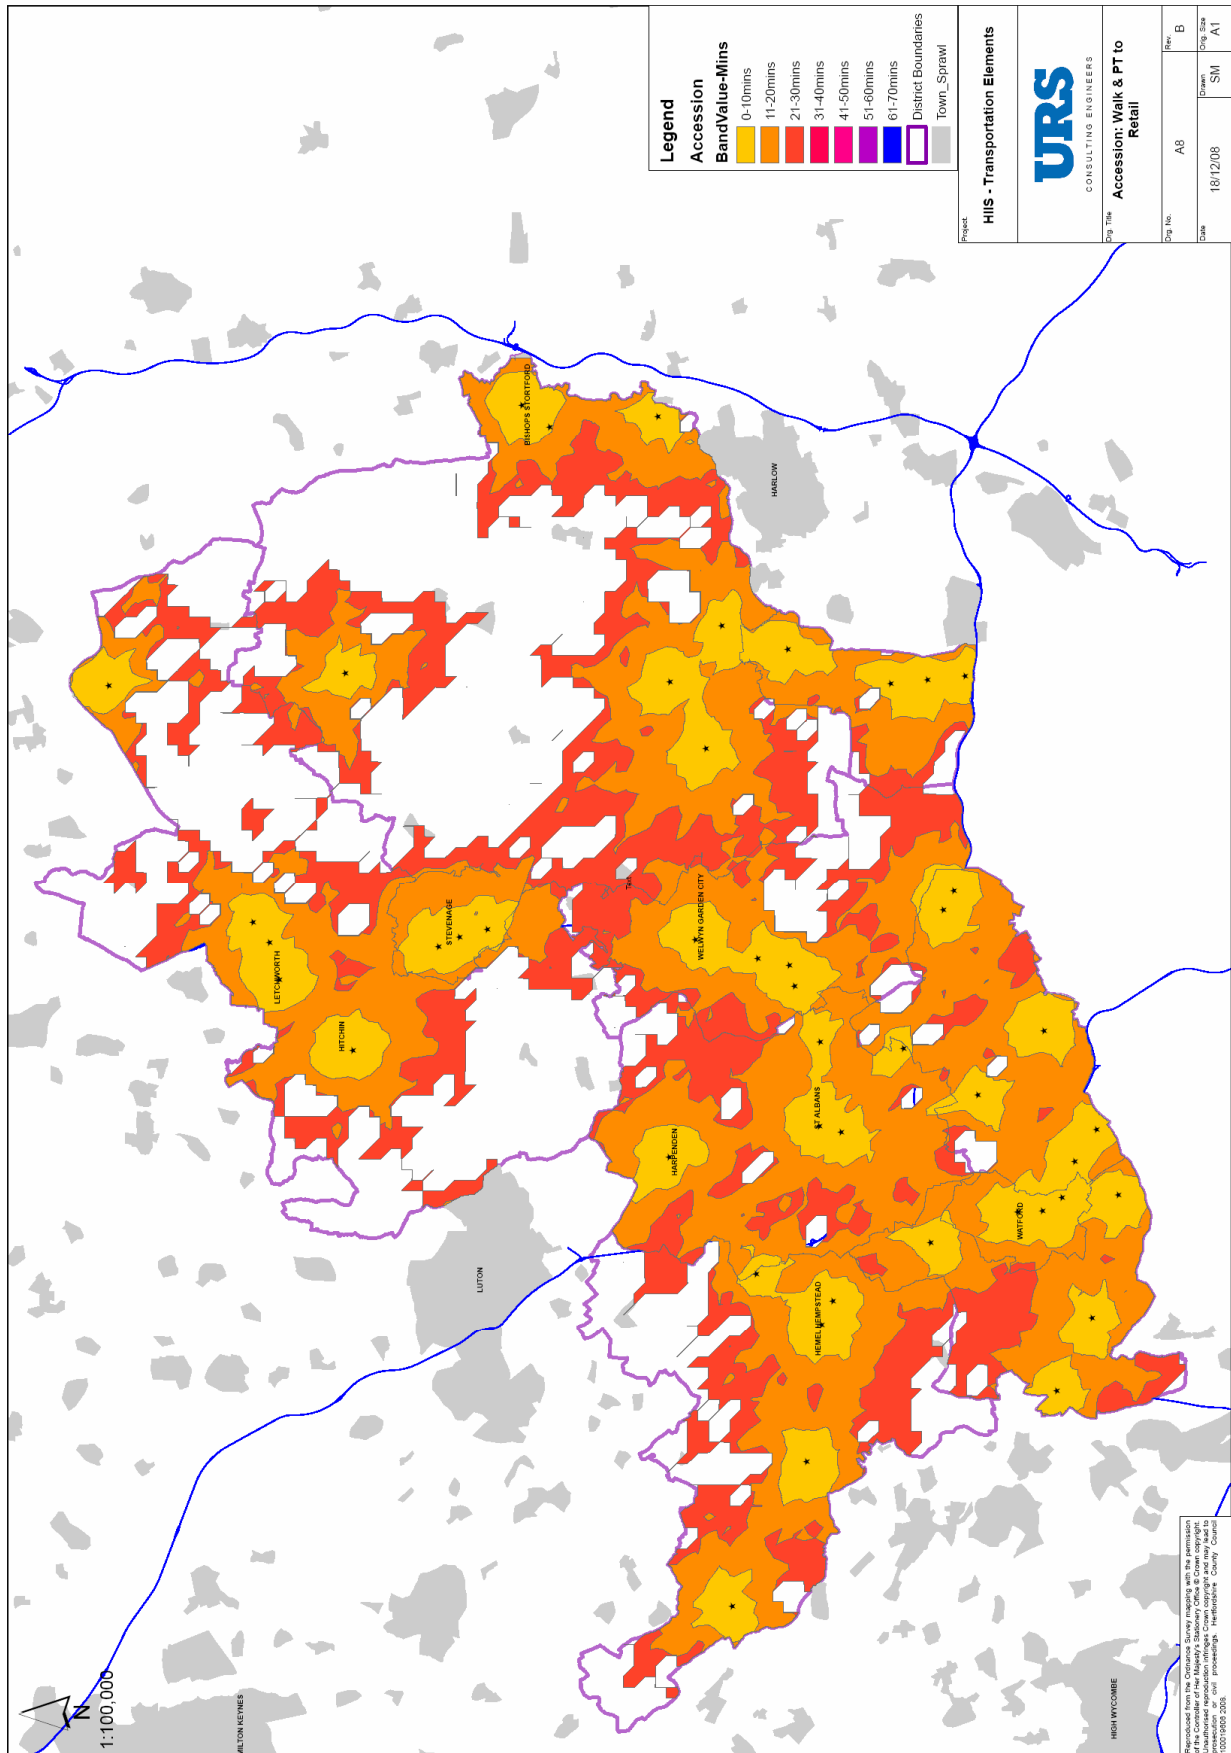 N
1:100,000
MILTON KEYNES
LUTON
HITCHIN
LETCHWORTH
STEVENAGE
BISHOPS STORTFORD
HARLOW
WELWYN GARDEN CITY
HARPENDEN
ST ALBANS
HEMEL HEMPSTEAD
WATFORD
HIGH WYCOMBE
Legend
Accession
BandValue-Mins
0-10mins
11-20mins
21-30mins
31-40mins
41-50mins
51-60mins
61-70mins
District Boundaries
Town_Sprawl
Project.
HIIS - Transportation Elements
URS
CONSULTING ENGINEERS
Drg. Title
Accession: Walk & PT to
Retail
Drg. No.
A8
Rev.
B
Date
18/12/08
Drawn
SM
Orig. Size
A1
Reproduced from the Ordnance Survey mapping with the permission
of the Controller of Her Majesty's Stationery Office © Crown copyright.
Unauthorised reproduction infringes Crown copyright and may lead to
prosecution or civil proceedings. Hertfordshire County Council
100019606 2008.